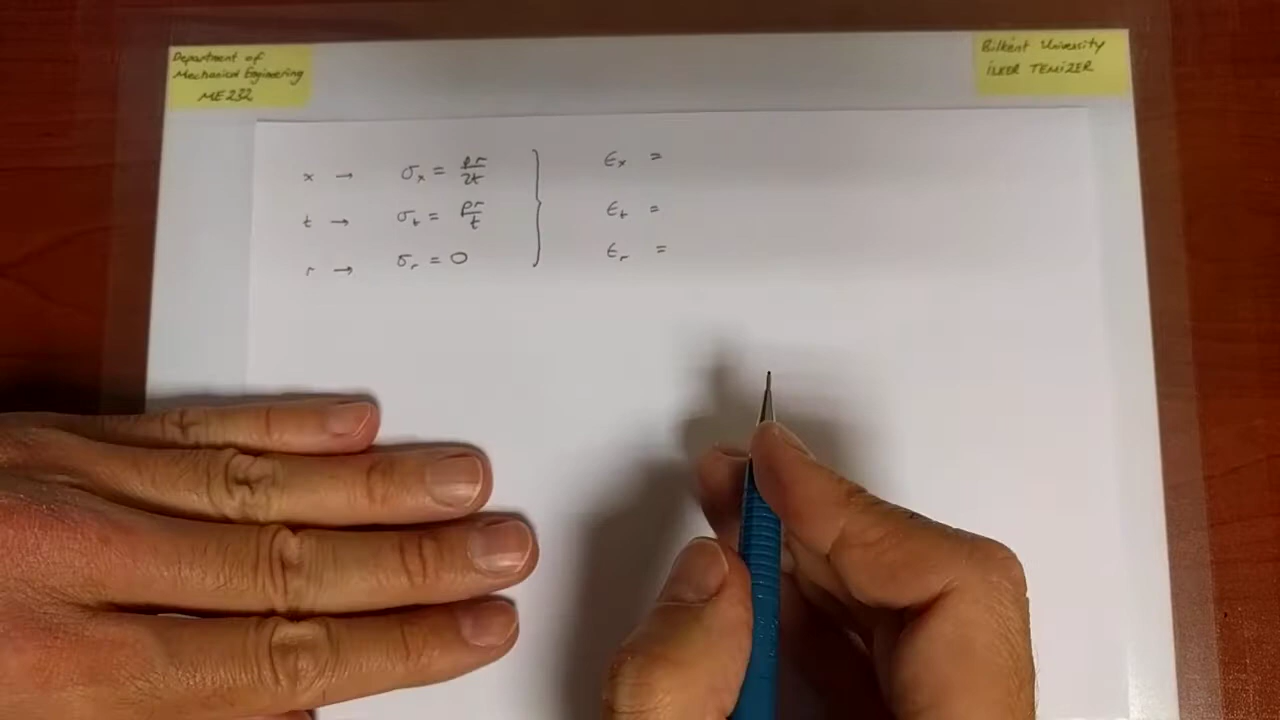 Department of
Mechanical Engineering
ME232
Bilkent University
İLKER TEMİZER
x → σx = pr/2t
t → σt = pr/t
r → σr = 0
εx =
εt =
εr =